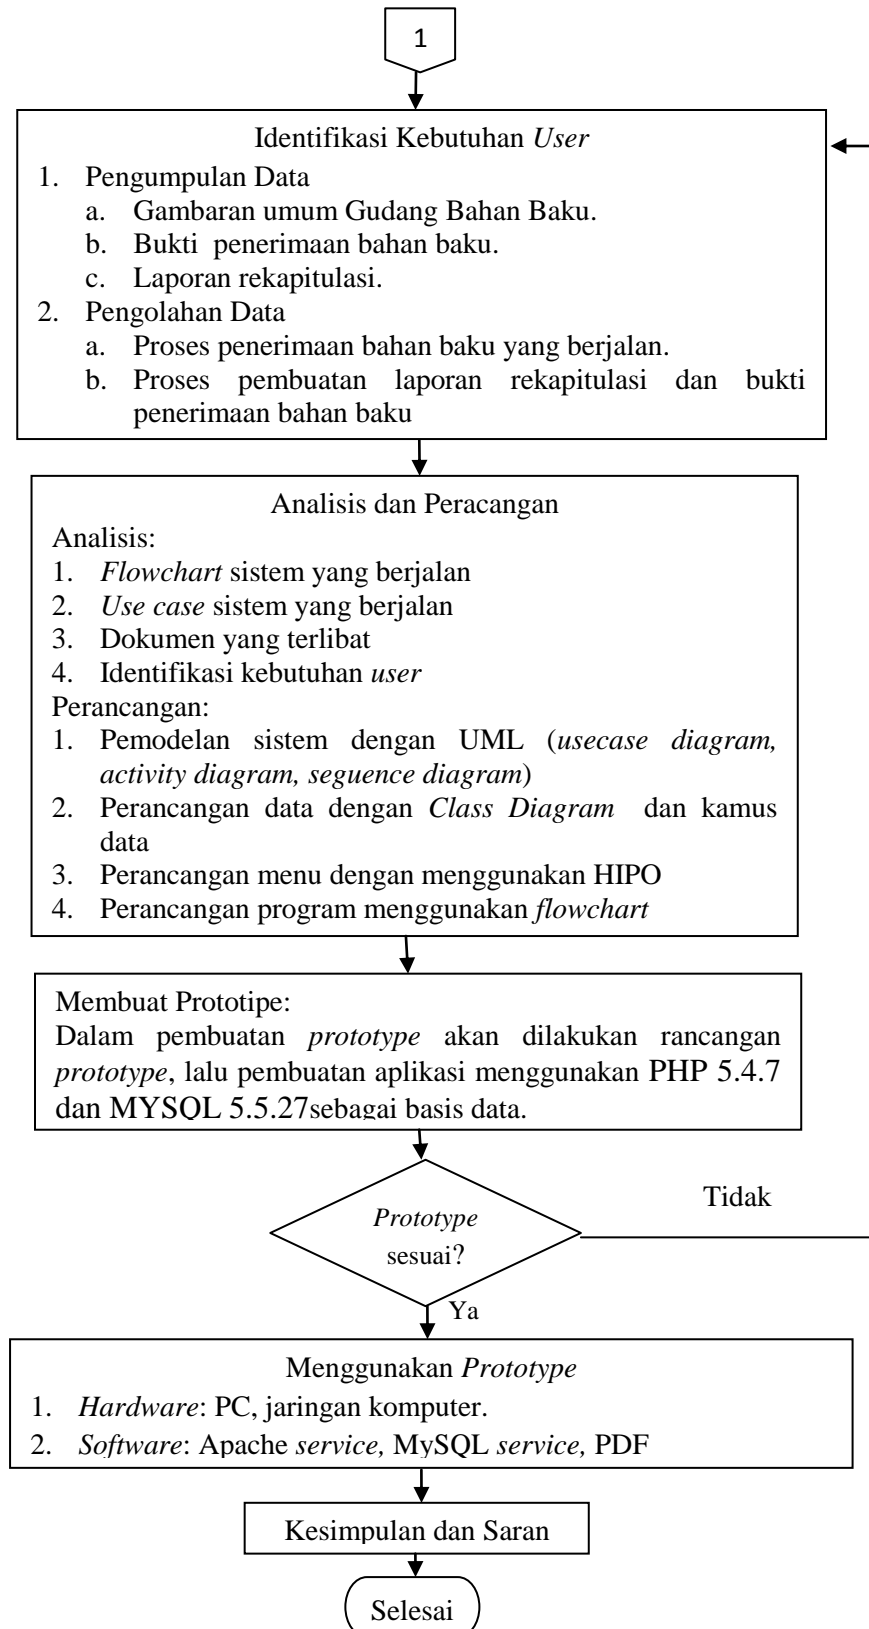 1
Identifikasi Kebutuhan User
1. Pengumpulan Data
a. Gambaran umum Gudang Bahan Baku.
b. Bukti penerimaan bahan baku.
c. Laporan rekapitulasi.
2. Pengolahan Data
a. Proses penerimaan bahan baku yang berjalan.
b. Proses pembuatan laporan rekapitulasi dan bukti
penerimaan bahan baku
Analisis dan Peracangan
Analisis:
1. Flowchart sistem yang berjalan
2. Use case sistem yang berjalan
3. Dokumen yang terlibat
4. Identifikasi kebutuhan user
Perancangan:
1. Pemodelan sistem dengan UML (usecase diagram,
activity diagram, seguence diagram)
2. Perancangan data dengan Class Diagram dan kamus
data
3. Perancangan menu dengan menggunakan HIPO
4. Perancangan program menggunakan flowchart
Membuat Prototipe:
Dalam pembuatan prototype akan dilakukan rancangan
prototype, lalu pembuatan aplikasi menggunakan PHP 5.4.7
dan MYSQL 5.5.27sebagai basis data.
Prototype
sesuai?
Tidak
Ya
Menggunakan Prototype
1. Hardware: PC, jaringan komputer.
2. Software: Apache service, MySQL service, PDF
Kesimpulan dan Saran
Selesai